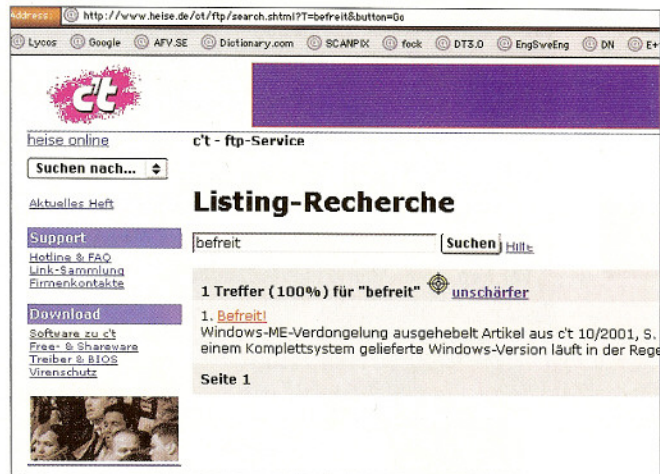 Address: http://www.heise.de/ct/ftp/search.shtml?T=befreit&button=Go
Lycos Google AFV.SE Dictionary.com SCANPIX fock DT3.0 EngSweEng DN E+
c't
heise online
c't - ftp-Service
Suchen nach...
Aktuelles Heft
Listing-Recherche
Support
befreit Suchen Hilfe
Hotline & FAQ
Link-Sammlung
Firmenkontakte
1 Treffer (100%) für "befreit" unschärfer
Download
1. Befreit!
Software zu c't
Windows-ME-Verdongelung ausgehebelt Artikel aus c't 10/2001, S.
Free- & Shareware
einem Komplettsystem gelieferte Windows-Version läuft in der Rege
Treiber & BIOS
Virenschutz
Seite 1